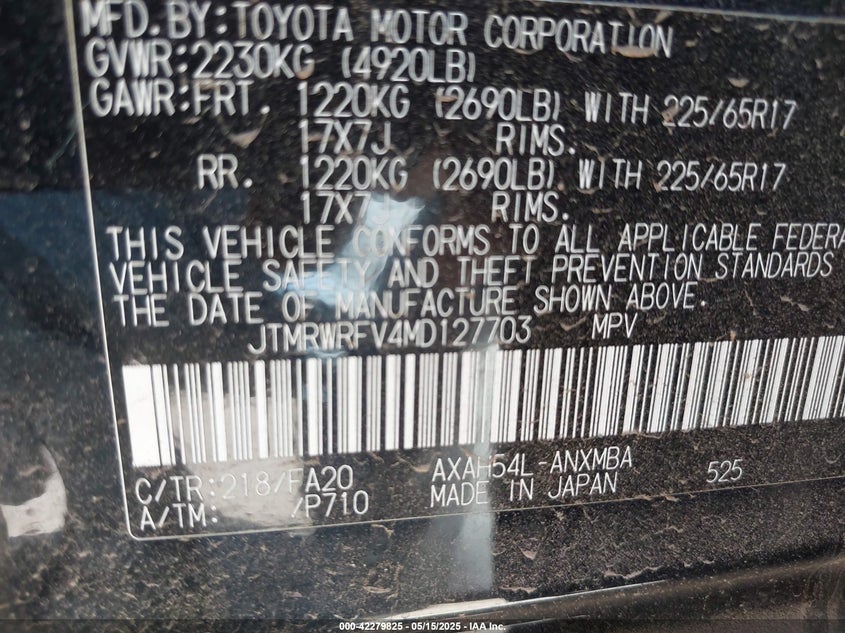 MFD.BY:TOYOTA MOTOR CORPORATION
GVWR:2230KG (4920LB)
GAWR:FRT. 1220KG (2690LB) WITH 225/65R17
17X7J RIMS.
RR. 1220KG (2690LB) WITH 225/65R17
17X7J RIMS.
THIS VEHICLE CONFORMS TO ALL APPLICABLE FEDERA
VEHICLE SAFETY AND THEFT PREVENTION STANDARDS
THE DATE OF MANUFACTURE SHOWN ABOVE.
JTMRWRFV4MD127703 MPV
C/TR:218/FA20 AXAH54L-ANXMBA 525
A/TM: /P710 MADE IN JAPAN
000-42279825 - 05/15/2025 - IAA Inc.